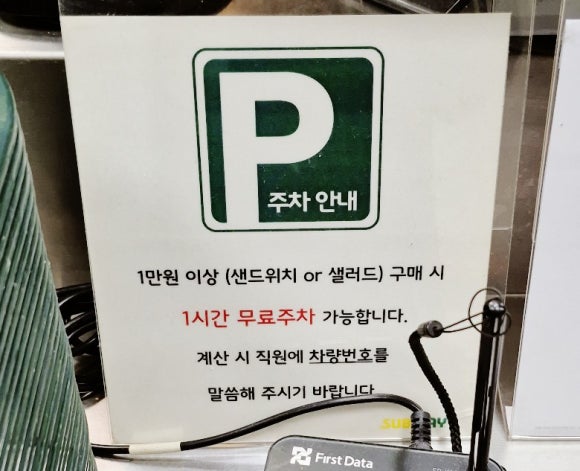 P
주차 안내
1만원 이상 (샌드위치 or 샐러드) 구매 시
1시간 무료주차 가능합니다.
계산 시 직원에 차량번호를
말씀해 주시기 바랍니다
First Data